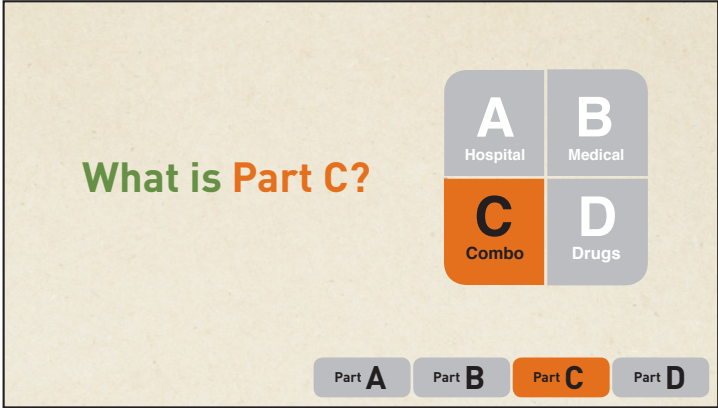 What is Part C?
A
Hospital
B
Medical
C
Combo
D
Drugs
Part A
Part B
Part C
Part D